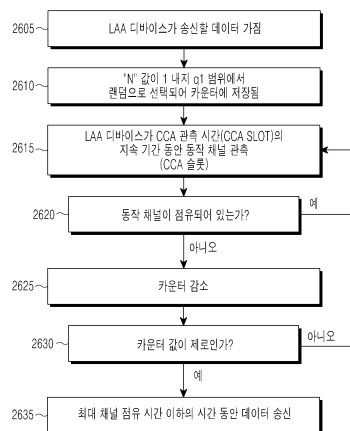 2605
LAA 디바이스가 송신할 데이터 가짐
2610
"N" 값이 1 내지 q1 범위에서
랜덤으로 선택되어 카운터에 저장됨
2615
LAA 디바이스가 CCA 관측 시간(CCA SLOT)의
지속 기간 동안 동작 채널 관측
(CCA 슬롯)
2620
동작 채널이 점유되어 있는가?
예
아니오
2625
카운터 감소
2630
카운터 값이 제로인가?
아니오
예
2635
최대 채널 점유 시간 이하의 시간 동안 데이터 송신